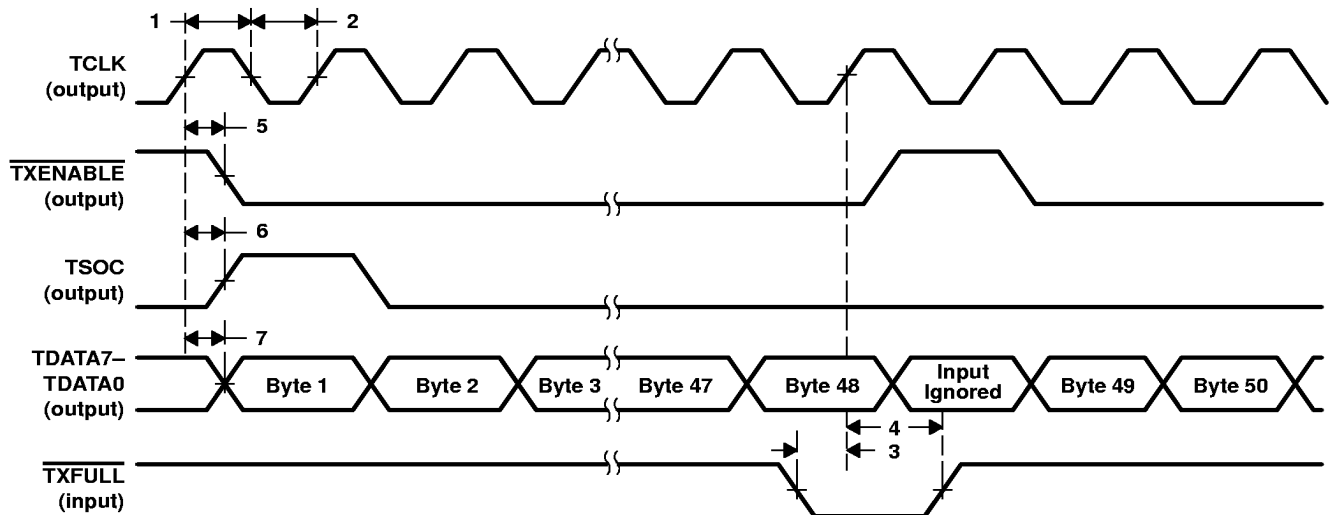 1
2
TCLK
(output)
5
TXENABLE
(output)
6
TSOC
(output)
7
TDATA7–
TDATA0
(output)
Byte 1
Byte 2
Byte 3
Byte 47
Byte 48
Input
Ignored
Byte 49
Byte 50
4
3
TXFULL
(input)